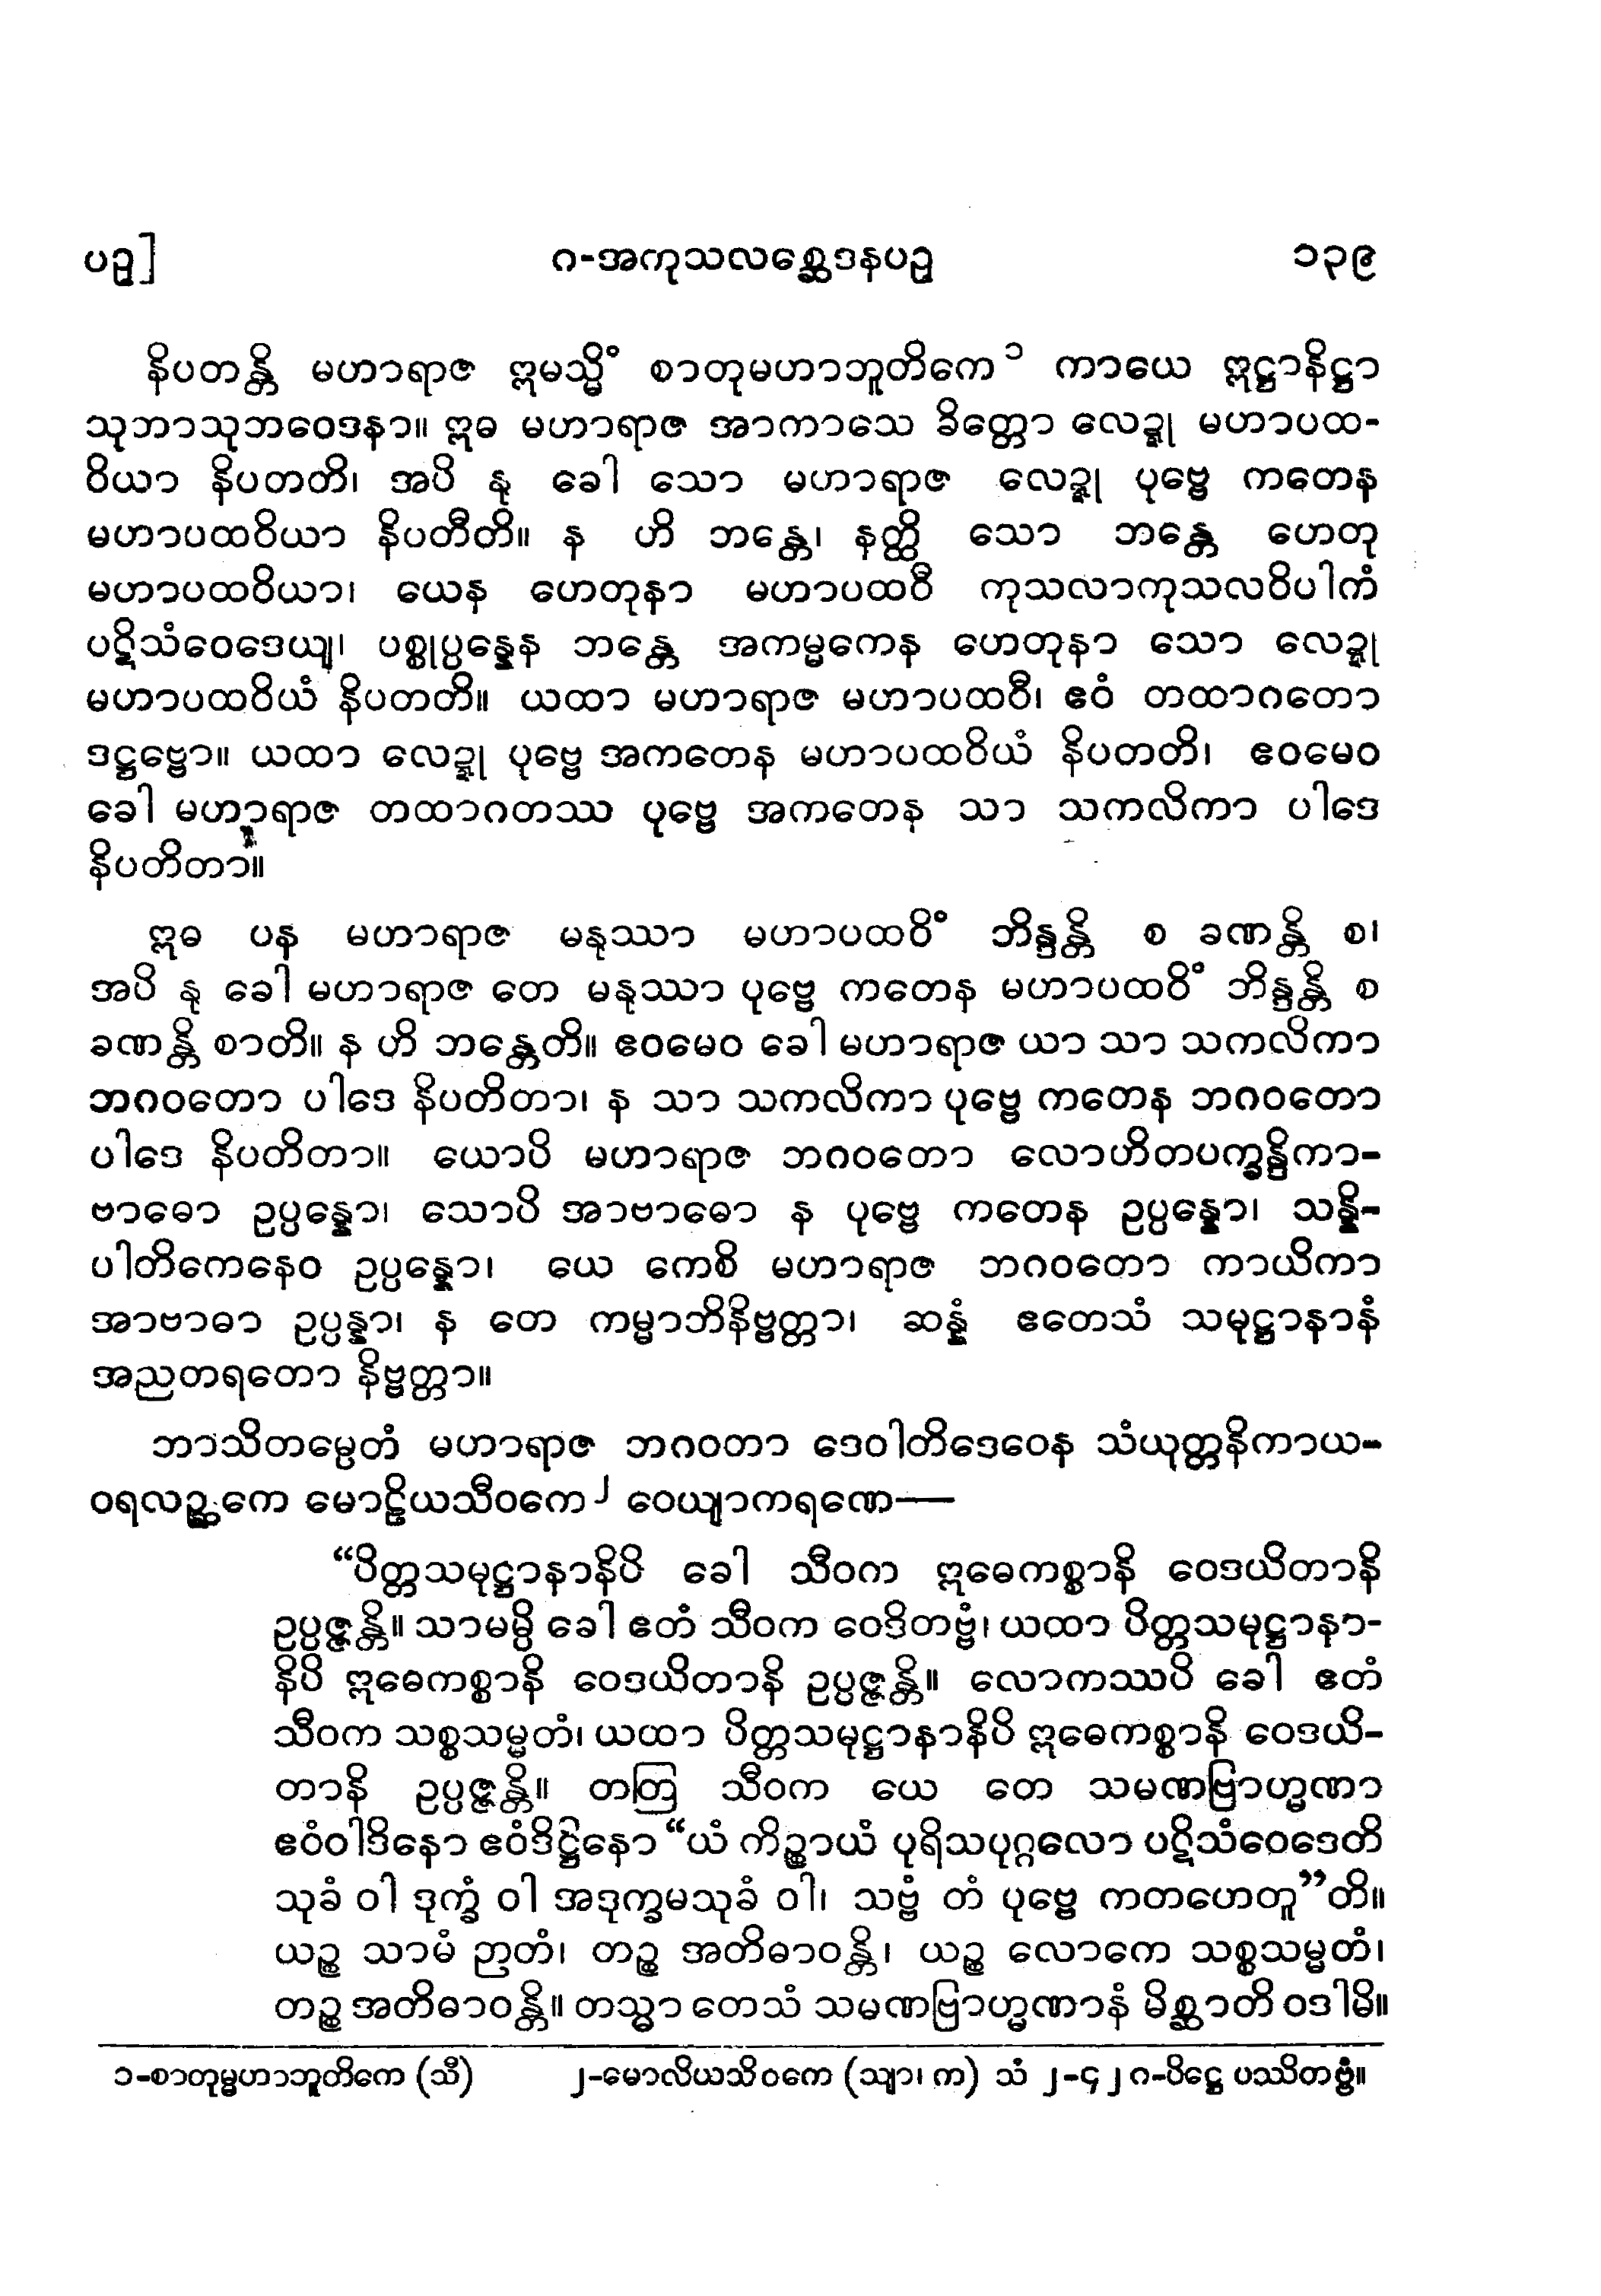 ပဉှ] ဂ-အကုသလစ္ဆေဒနပဉှ ၁၃၉
နိပတန္တိ မဟာရာဇ ဣမသ္မိံ စာတုမဟာဘူတိကေ ၁ ကာယေ ဣဋ္ဌာနိဋ္ဌာ
သုဘာသုဘဝေဒနာ။ ဣဓ မဟာရာဇ အာကာသေ ခိတ္တော လေဍ္ဍု မဟာပထ-
ဝိယာ နိပတတိ၊ အပိ နု ခေါ သော မဟာရာဇ လေဍ္ဍု ပုဗ္ဗေ ကတေန
မဟာပထဝိယာ နိပတီတိ။ န ဟိ ဘန္တေ၊ နတ္ထိ သော ဘန္တေ ဟေတု
မဟာပထဝိယာ၊ ယေန ဟေတုနာ မဟာပထဝီ ကုသလာကုသလဝိပါကံ
ပဋိသံဝေဒေယျ၊ ပစ္စုပ္ပန္နေန ဘန္တေ အကမ္မကေန ဟေတုနာ သော လေဍ္ဍု
မဟာပထဝိယံ နိပတတိ။ ယထာ မဟာရာဇ မဟာပထဝီ၊ ဧဝံ တထာဂတော
ဒဋ္ဌဗ္ဗော။ ယထာ လေဍ္ဍု ပုဗ္ဗေ အကတေန မဟာပထဝိယံ နိပတတိ၊ ဧဝမေဝ
ခေါ မဟာရာဇ တထာဂတဿ ပုဗ္ဗေ အကတေန သာ သကလိကာ ပါဒေ
နိပတိတာ။
ဣဓ ပန မဟာရာဇ မနုဿာ မဟာပထဝိံ ဘိန္ဒန္တိ စ ခဏန္တိ စ၊
အပိ နု ခေါ မဟာရာဇ တေ မနုဿာ ပုဗ္ဗေ ကတေန မဟာပထဝိံ ဘိန္ဒန္တိ စ
ခဏန္တိ စာတိ။ န ဟိ ဘန္တေတိ။ ဧဝမေဝ ခေါ မဟာရာဇ ယာ သာ သကလိကာ
ဘဂဝတော ပါဒေ နိပတိတာ၊ န သာ သကလိကာ ပုဗ္ဗေ ကတေန ဘဂဝတော
ပါဒေ နိပတိတာ။ ယောပိ မဟာရာဇ ဘဂဝတော လောဟိတပက္ခန္ဒိကာ-
ဗာဓော ဥပ္ပန္နော၊ သောပိ အာဗာဓော န ပုဗ္ဗေ ကတေန ဥပ္ပန္နော၊ သန္နိ-
ပါတိကေနေဝ ဥပ္ပန္နော၊ ယေ ကေစိ မဟာရာဇ ဘဂဝတော ကာယိကာ
အာဗာဓာ ဥပ္ပန္နာ၊ န တေ ကမ္မာဘိနိဗ္ဗတ္တာ၊ ဆန္နံ ဧတေသံ သမုဋ္ဌာနာနံ
အညတရတော နိဗ္ဗတ္တာ။
ဘာသိတမ္ပေတံ မဟာရာဇ ဘဂဝတာ ဒေဝါတိဒေဝေန သံယုတ္တနိကာယ-
ဝရလဉ္ဆကေ မောဠိယသီဝကေ ၂ ဝေယျာကရဏေ—
“ပိတ္တသမုဋ္ဌာနာနိပိ ခေါ သီဝက ဣဓေကစ္စာနိ ဝေဒယိတာနိ
ဥပ္ပဇ္ဇန္တိ။ သာမမ္ပိ ခေါ ဧတံ သီဝက ဝေဒိတဗ္ဗံ၊ ယထာ ပိတ္တသမုဋ္ဌာနာ-
နိပိ ဣဓေကစ္စာနိ ဝေဒယိတာနိ ဥပ္ပဇ္ဇန္တိ။ လောကဿပိ ခေါ ဧတံ
သီဝက သစ္စသမ္မတံ၊ ယထာ ပိတ္တသမုဋ္ဌာနာနိပိ ဣဓေကစ္စာနိ ဝေဒယိ-
တာနိ ဥပ္ပဇ္ဇန္တိ။ တတြ သီဝက ယေ တေ သမဏဗြာဟ္မဏာ
ဧဝံဝါဒိနော ဧဝံဒိဋ္ဌိနော “ယံ ကိဉ္စာယံ ပုရိသပုဂ္ဂလော ပဋိသံဝေဒေတိ
သုခံ ဝါ ဒုက္ခံ ဝါ အဒုက္ခမသုခံ ဝါ၊ သဗ္ဗံ တံ ပုဗ္ဗေ ကတဟေတူ”တိ။
ယဉ္စ သာမံ ဉာတံ၊ တဉ္စ အတိဓာဝန္တိ၊ ယဉ္စ လောကေ သစ္စသမ္မတံ၊
တဉ္စ အတိဓာဝန္တိ။ တသ္မာ တေသံ သမဏဗြာဟ္မဏာနံ မိစ္ဆာတိ ဝဒါမိ။
၁-စာတုမ္မဟာဘူတိကေ (သီ) ၂-မောလိယသိဝကေ (သျာ၊ က) သံ ၂-၄၂၈-ပိဋ္ဌေ ပဿိတဗ္ဗံ။